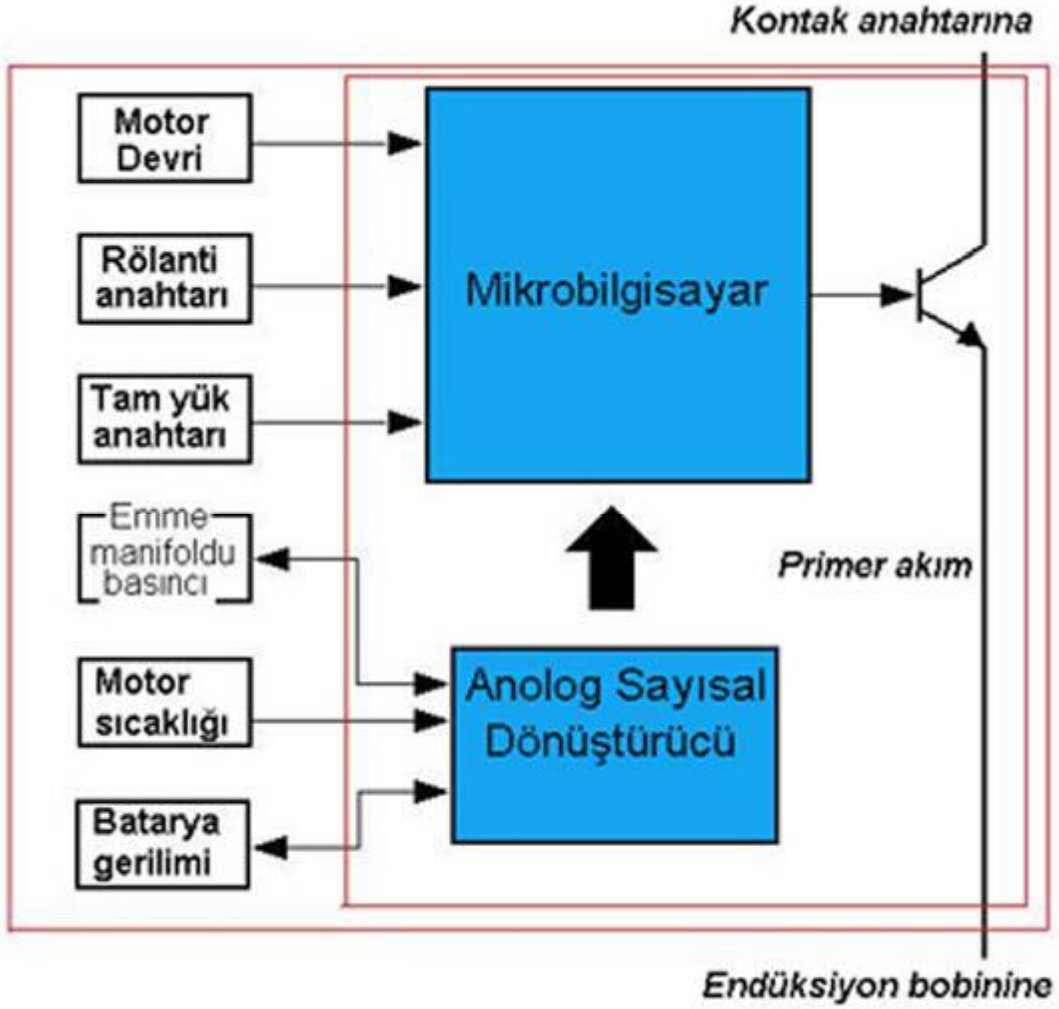 Kontak anahtarına
Motor
Devri
Rölanti
anahtarı
Mikrobilgisayar
Tam yük
anahtarı
Emme
manifoldu
basıncı
Primer akım
Motor
sıcaklığı
Anolog Sayısal
Dönüştürücü
Batarya
gerilimi
Endüksiyon bobinine